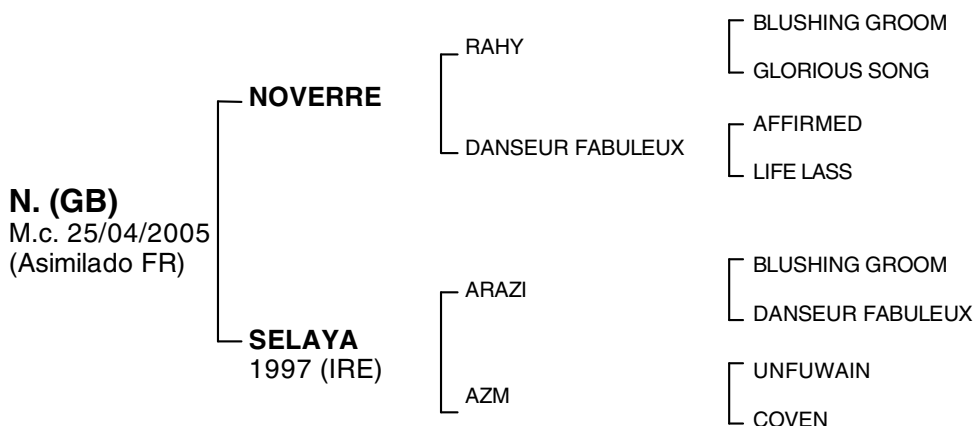 N. (GB)
M.c. 25/04/2005
(Asimilado FR)
NOVERRE
SELAYA
1997 (IRE)
RAHY
DANSEUR FABULEUX
ARAZI
AZM
BLUSHING GROOM
GLORIOUS SONG
AFFIRMED
LIFE LASS
BLUSHING GROOM
DANSEUR FABULEUX
UNFUWAIN
COVEN